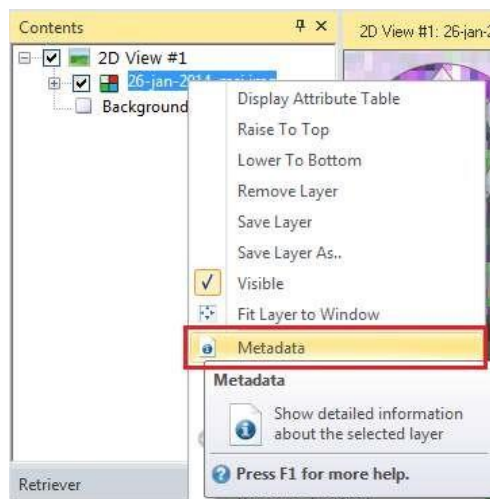 Contents
2D View #1: 26-jan-2
2D View #1
Background
Display Attribute Table
Raise To Top
Lower To Bottom
Remove Layer
Save Layer
Save Layer As..
Visible
Fit Layer to Window
Metadata
Metadata
Show detailed information
about the selected layer
Press F1 for more help.
Retriever